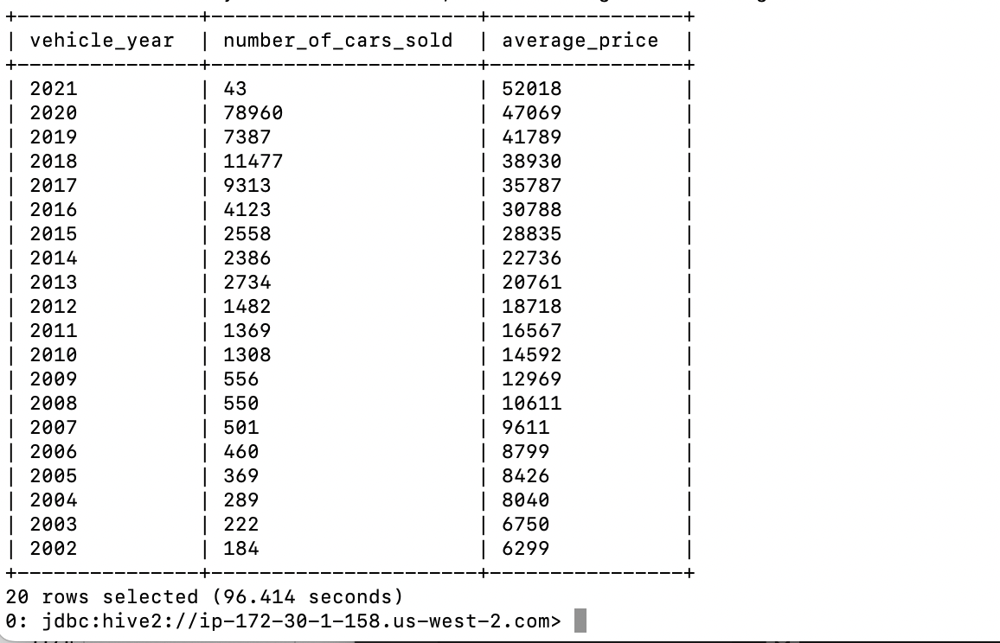 +---------------+-----------------------+----------------+
| vehicle_year | number_of_cars_sold | average_price |
+---------------+-----------------------+----------------+
| 2021 | 43 | 52018 |
| 2020 | 78960 | 47069 |
| 2019 | 7387 | 41789 |
| 2018 | 11477 | 38930 |
| 2017 | 9313 | 35787 |
| 2016 | 4123 | 30788 |
| 2015 | 2558 | 28835 |
| 2014 | 2386 | 22736 |
| 2013 | 2734 | 20761 |
| 2012 | 1482 | 18718 |
| 2011 | 1369 | 16567 |
| 2010 | 1308 | 14592 |
| 2009 | 556 | 12969 |
| 2008 | 550 | 10611 |
| 2007 | 501 | 9611 |
| 2006 | 460 | 8799 |
| 2005 | 369 | 8426 |
| 2004 | 289 | 8040 |
| 2003 | 222 | 6750 |
| 2002 | 184 | 6299 |
+---------------+-----------------------+----------------+
20 rows selected (96.414 seconds)
0: jdbc:hive2://ip-172-30-1-158.us-west-2.com>